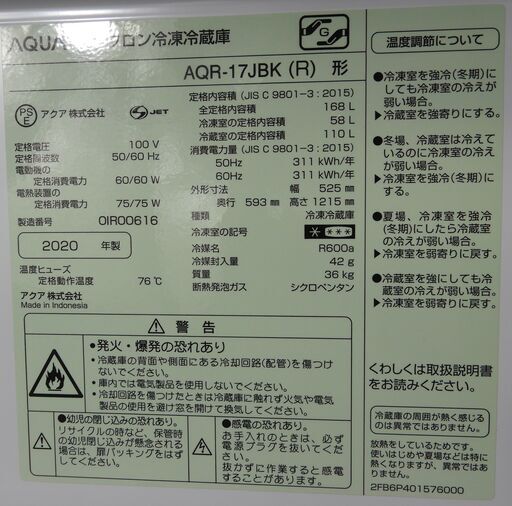 AQUA
ロン冷凍冷蔵庫
G
AQR-17JBK (R) 形
PS
E
アクア 株式会社
JET
定格電圧 100 V
定格周波数 50/60 Hz
電動機の
定格消費電力 60/60 W
電熱装置の
定格消費電力 75/75 W
製造番号 0IR00616
2020 年製
温度ヒューズ
定格動作温度 76℃
アクア 株式会社
Made in Indonesia
定格内容積 (JIS C 9801-3 : 2015)
全定格内容積 168 L
冷凍室の定格内容積 58 L
冷蔵室の定格内容積 110 L
消費電力量 (JIS C 9801-3 : 2015)
50Hz 311 kWh/年
60Hz 311 kWh/年
外形寸法 幅 525 mm
奥行 593 mm 高さ 1215 mm
種類 冷凍冷蔵庫
冷凍室の記号 * ***
冷媒名 R600a
冷媒封入量 42 g
質量 36 kg
断熱発泡ガス シクロペンタン
警告
●発火・爆発の恐れあり
・冷蔵庫の背面や側面にある冷却回路(配管)を傷つけ
ないでください。
・庫内では電気製品を使用しないでください。
・冷却回路を傷つけたときは冷蔵庫に触れず火気や電気
製品の使用を避け窓を開けて換気してください。
●幼児の閉じ込みの恐れあり。
リサイクルの時など、保管時
の幼児閉じ込みが懸念される
場合は、扉パッキングをはず
してください。
●感電の恐れあり。
お手入れのときは、必ず
電源プラグを抜いてくだ
さい。
抜かずに作業すると感電
することがあります。
温度調節について
●冷凍室を強冷(冬期)に
しても冷凍室の冷えが
弱い場合。
▶冷蔵室を強寄りにする。
●冬場、冷蔵室は冷えて
いるのに冷凍室の冷え
が弱い場合。
▶冷凍室を強冷(冬期)にする。
●夏場、冷凍室を強冷
(冬期)にしたら冷蔵室
の冷えが弱い場合。
▶冷凍室を弱寄りに戻す。
●冷蔵室を強にしても冷
蔵室の冷えが弱い場合。
▶冷凍室を弱寄りに戻す。
くわしくは取扱説明書
をお読みください。
冷蔵庫の周囲が熱く感じる
のは異常ではありません。
放熱をしているためです。
使いはじめや夏場など特に熱く
なりますが、異常ではありませ
ん。
2FB6P401576000